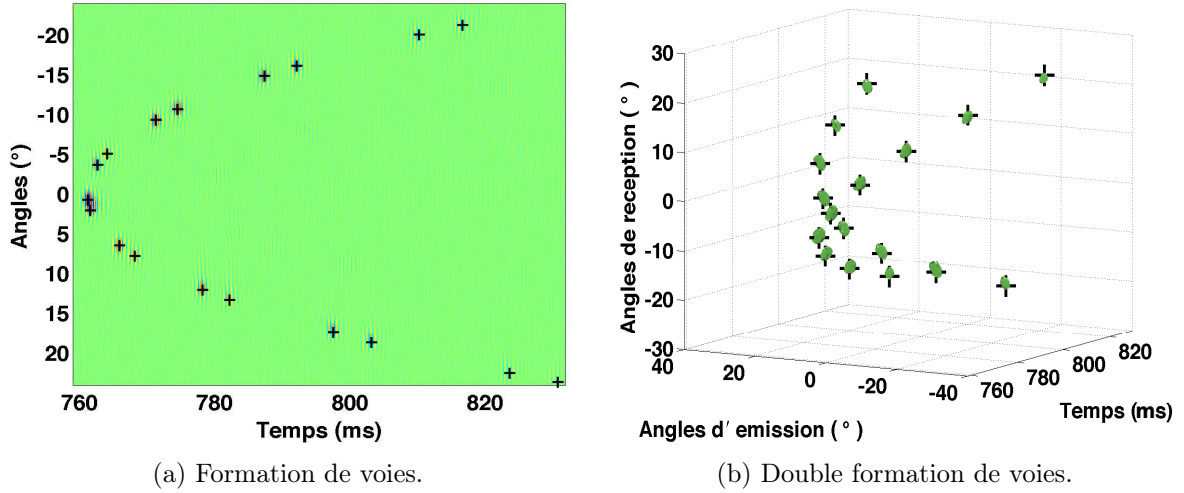 -20
-15
-10
-5
0
5
10
15
20
Angles (°)
760 780 800 820
Temps (ms)
(a) Formation de voies.
30
20
10
0
-10
-20
-30
Angles de reception ( ° )
40 20 0 -20 -40
760 780 800 820
Angles d' emission ( ° )
Temps (ms)
(b) Double formation de voies.